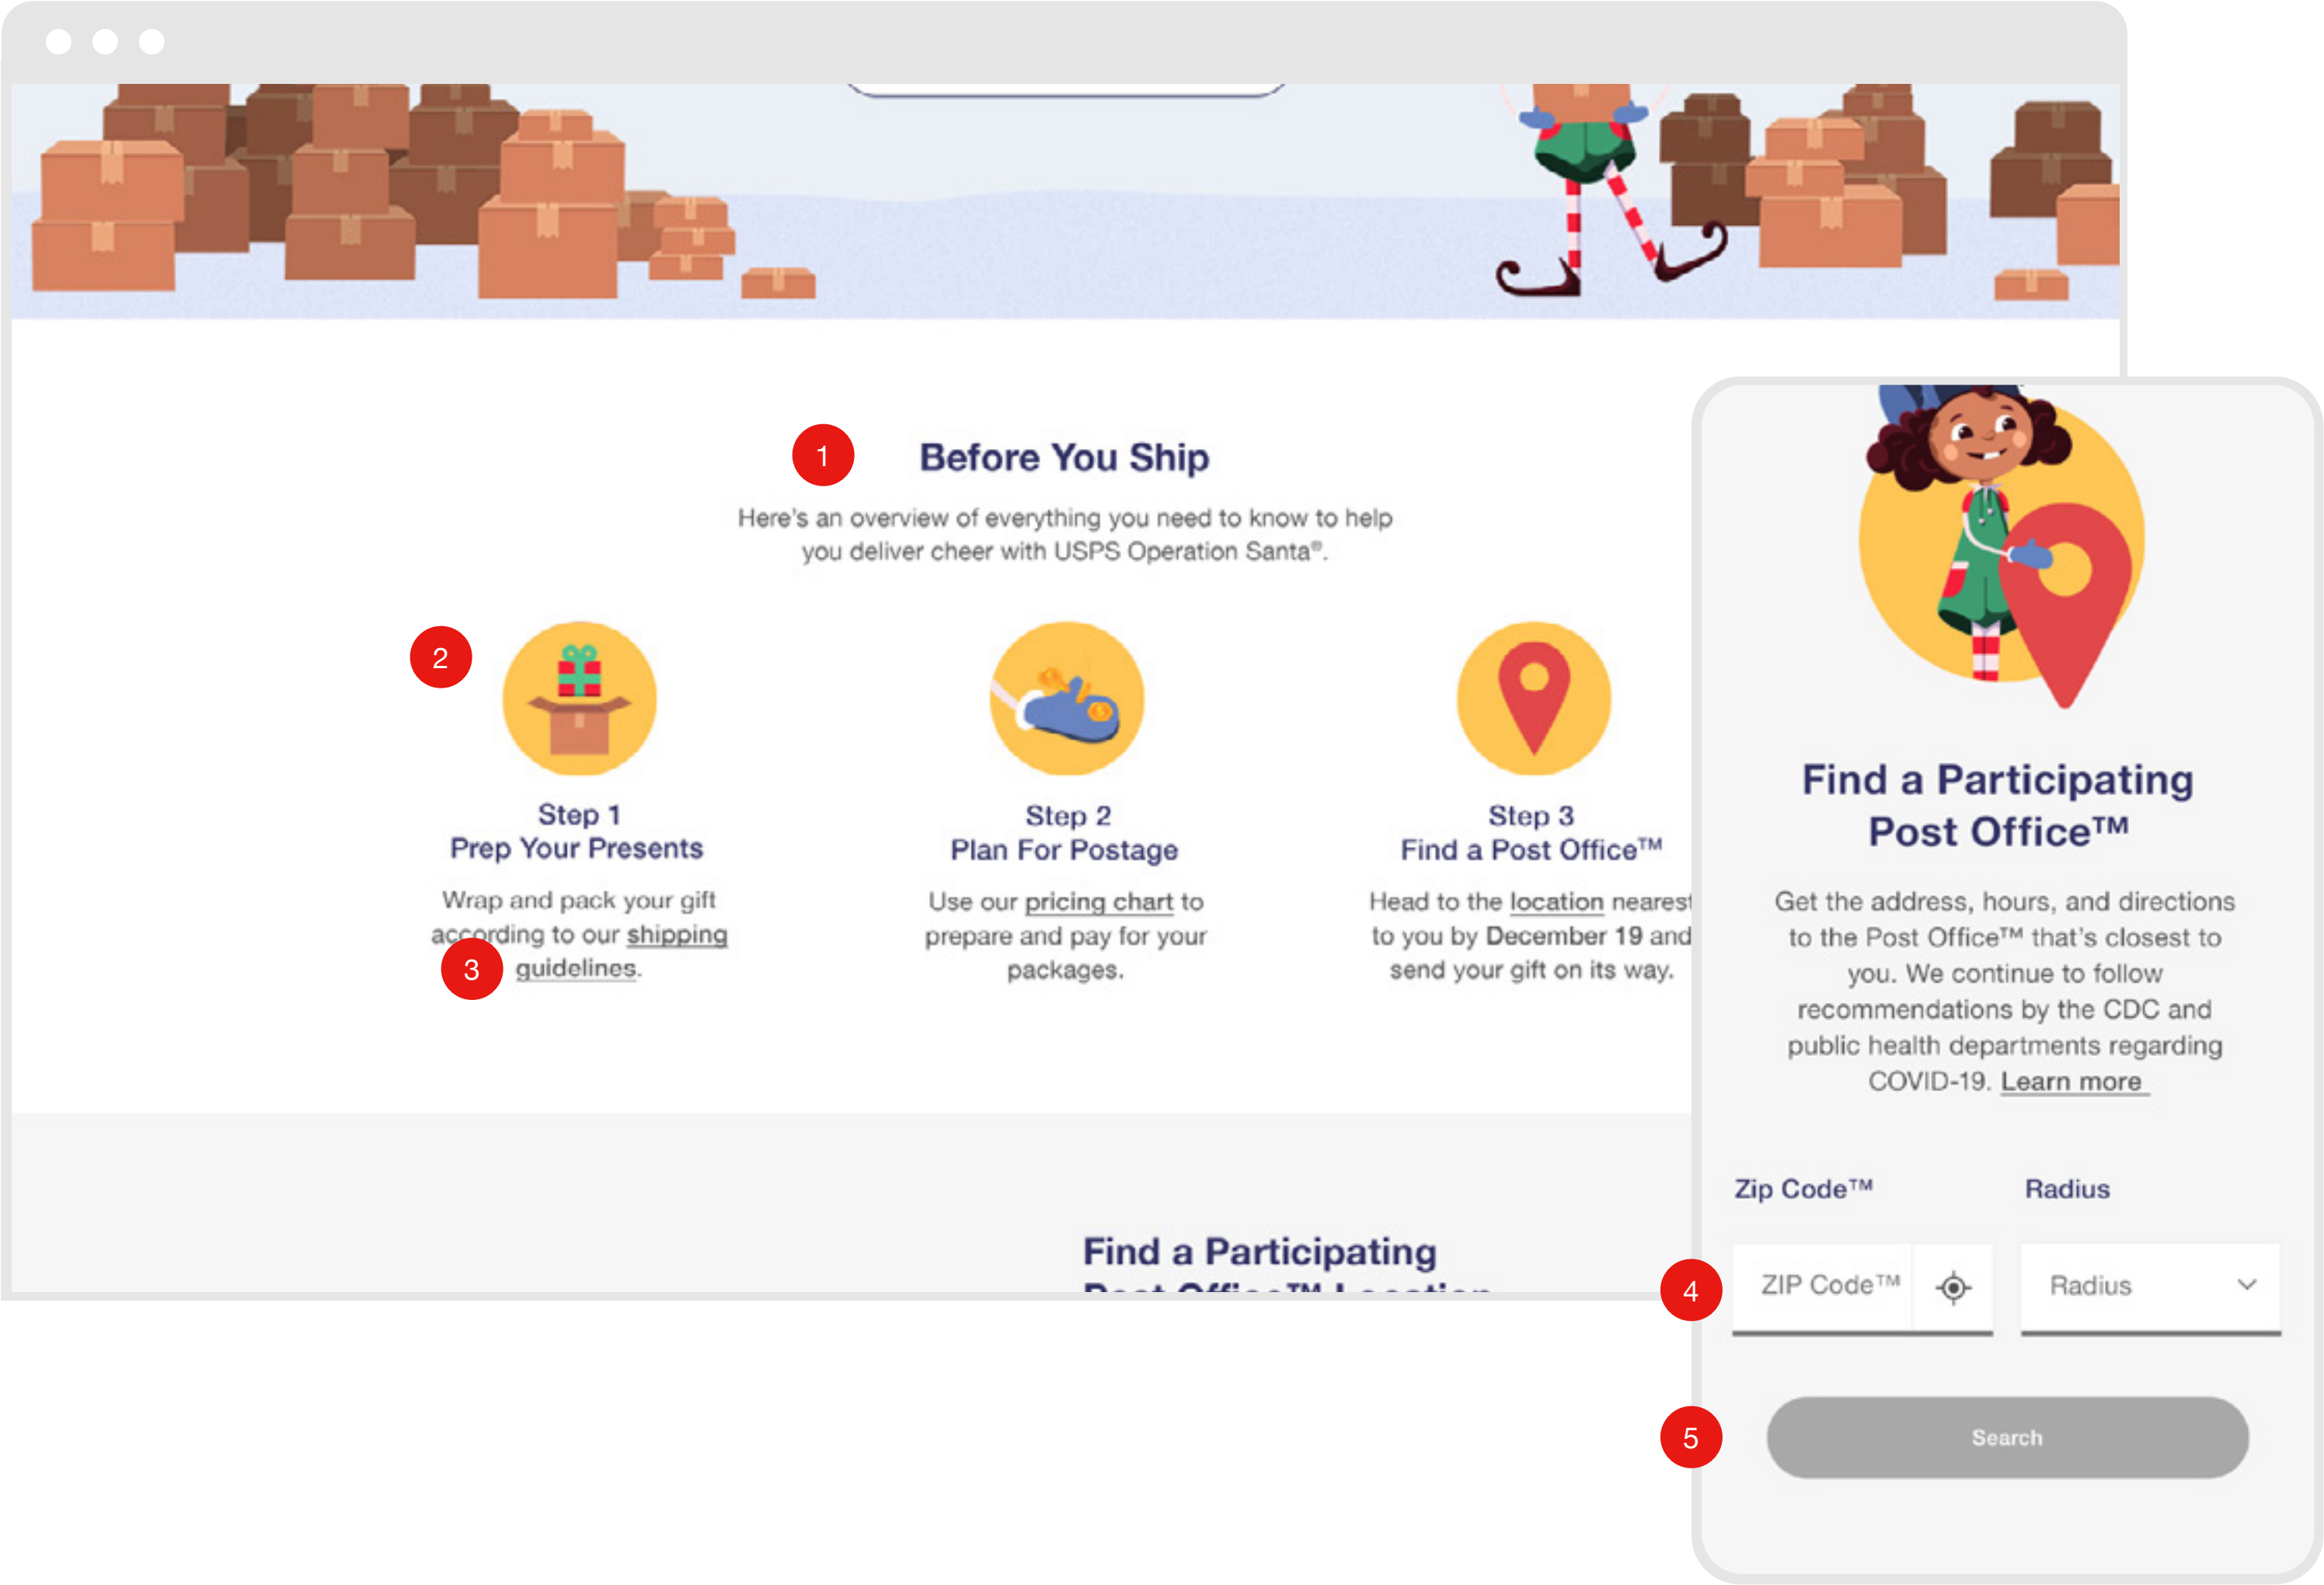 1
Before You Ship
Here's an overview of everything you need to know to help
you deliver cheer with USPS Operation Santa®.
2
Step 1
Prep Your Presents
Wrap and pack your gift
according to our shipping
3
guidelines.
Step 2
Plan For Postage
Use our pricing chart to
prepare and pay for your
packages.
Step 3
Find a Post Office™
Head to the location nearest
to you by December 19 and
send your gift on its way.
Find a Participating
Post Office™ Location
Find a Participating
Post Office™
Get the address, hours, and directions
to the Post Office™ that's closest to
you. We continue to follow
recommendations by the CDC and
public health departments regarding
COVID-19. Learn more
Zip Code™
Radius
4
ZIP Code™
Radius
5
Search